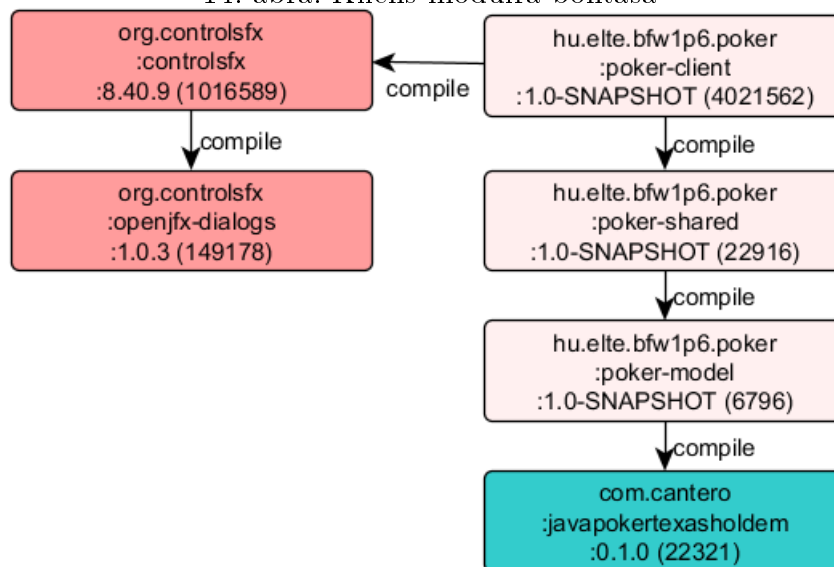 org.controlsfx
:controlsfx
:8.40.9 (1016589)
compile
hu.elte.bfw1p6.poker
:poker-client
:1.0-SNAPSHOT (4021562)
compile
compile
org.controlsfx
:openjfx-dialogs
:1.0.3 (149178)
hu.elte.bfw1p6.poker
:poker-shared
:1.0-SNAPSHOT (22916)
compile
hu.elte.bfw1p6.poker
:poker-model
:1.0-SNAPSHOT (6796)
compile
com.cantero
:javapokertexasholdem
:0.1.0 (22321)